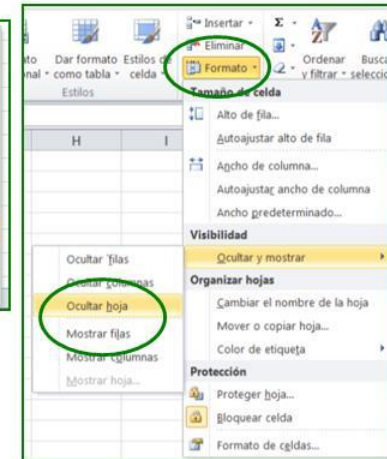 Insertar
Σ
Eliminar
Formato
to
nal
Dar formato
como tabla
Estilos de
celda
Ordenar
y filtrar
Busca
seleccio
Estilos
Tamaño de celda
H
I
Alto de fila...
Autoajustar alto de fila
Ancho de columna...
Autoajustar ancho de columna
Ancho predeterminado...
Visibilidad
Ocultar y mostrar
Organizar hojas
Cambiar el nombre de la hoja
Mover o copiar hoja...
Color de etiqueta
Protección
Proteger hoja...
Bloquear celda
Formato de celdas...
Ocultar filas
Ocultar columnas
Ocultar hoja
Mostrar filas
Mostrar columnas
Mostrar hoja...